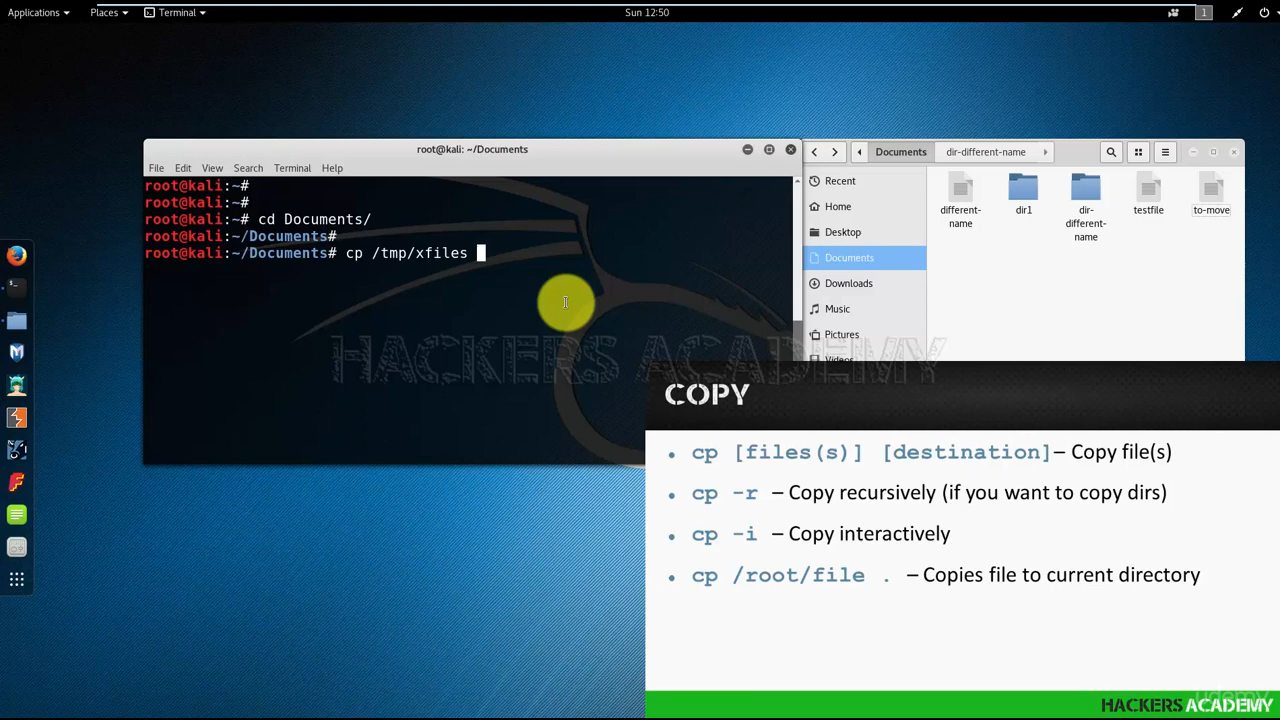 Applications Places Terminal Sun 12:50 1
root@kali: ~/Documents
File Edit View Search Terminal Help
root@kali:~#
root@kali:~#
root@kali:~# cd Documents/
root@kali:~/Documents#
root@kali:~/Documents# cp /tmp/xfiles
Documents dir-different-name
Recent
Home
Desktop
Documents
Downloads
Music
Pictures
Videos
different-
name
dir1
dir-
different-
name
testfile
to-move
HACKERS ACADEMY
COPY
• cp [files(s)] [destination]– Copy file(s)
• cp -r – Copy recursively (if you want to copy dirs)
• cp -i – Copy interactively
• cp /root/file . – Copies file to current directory
HACKERS ACADEMY
udemy